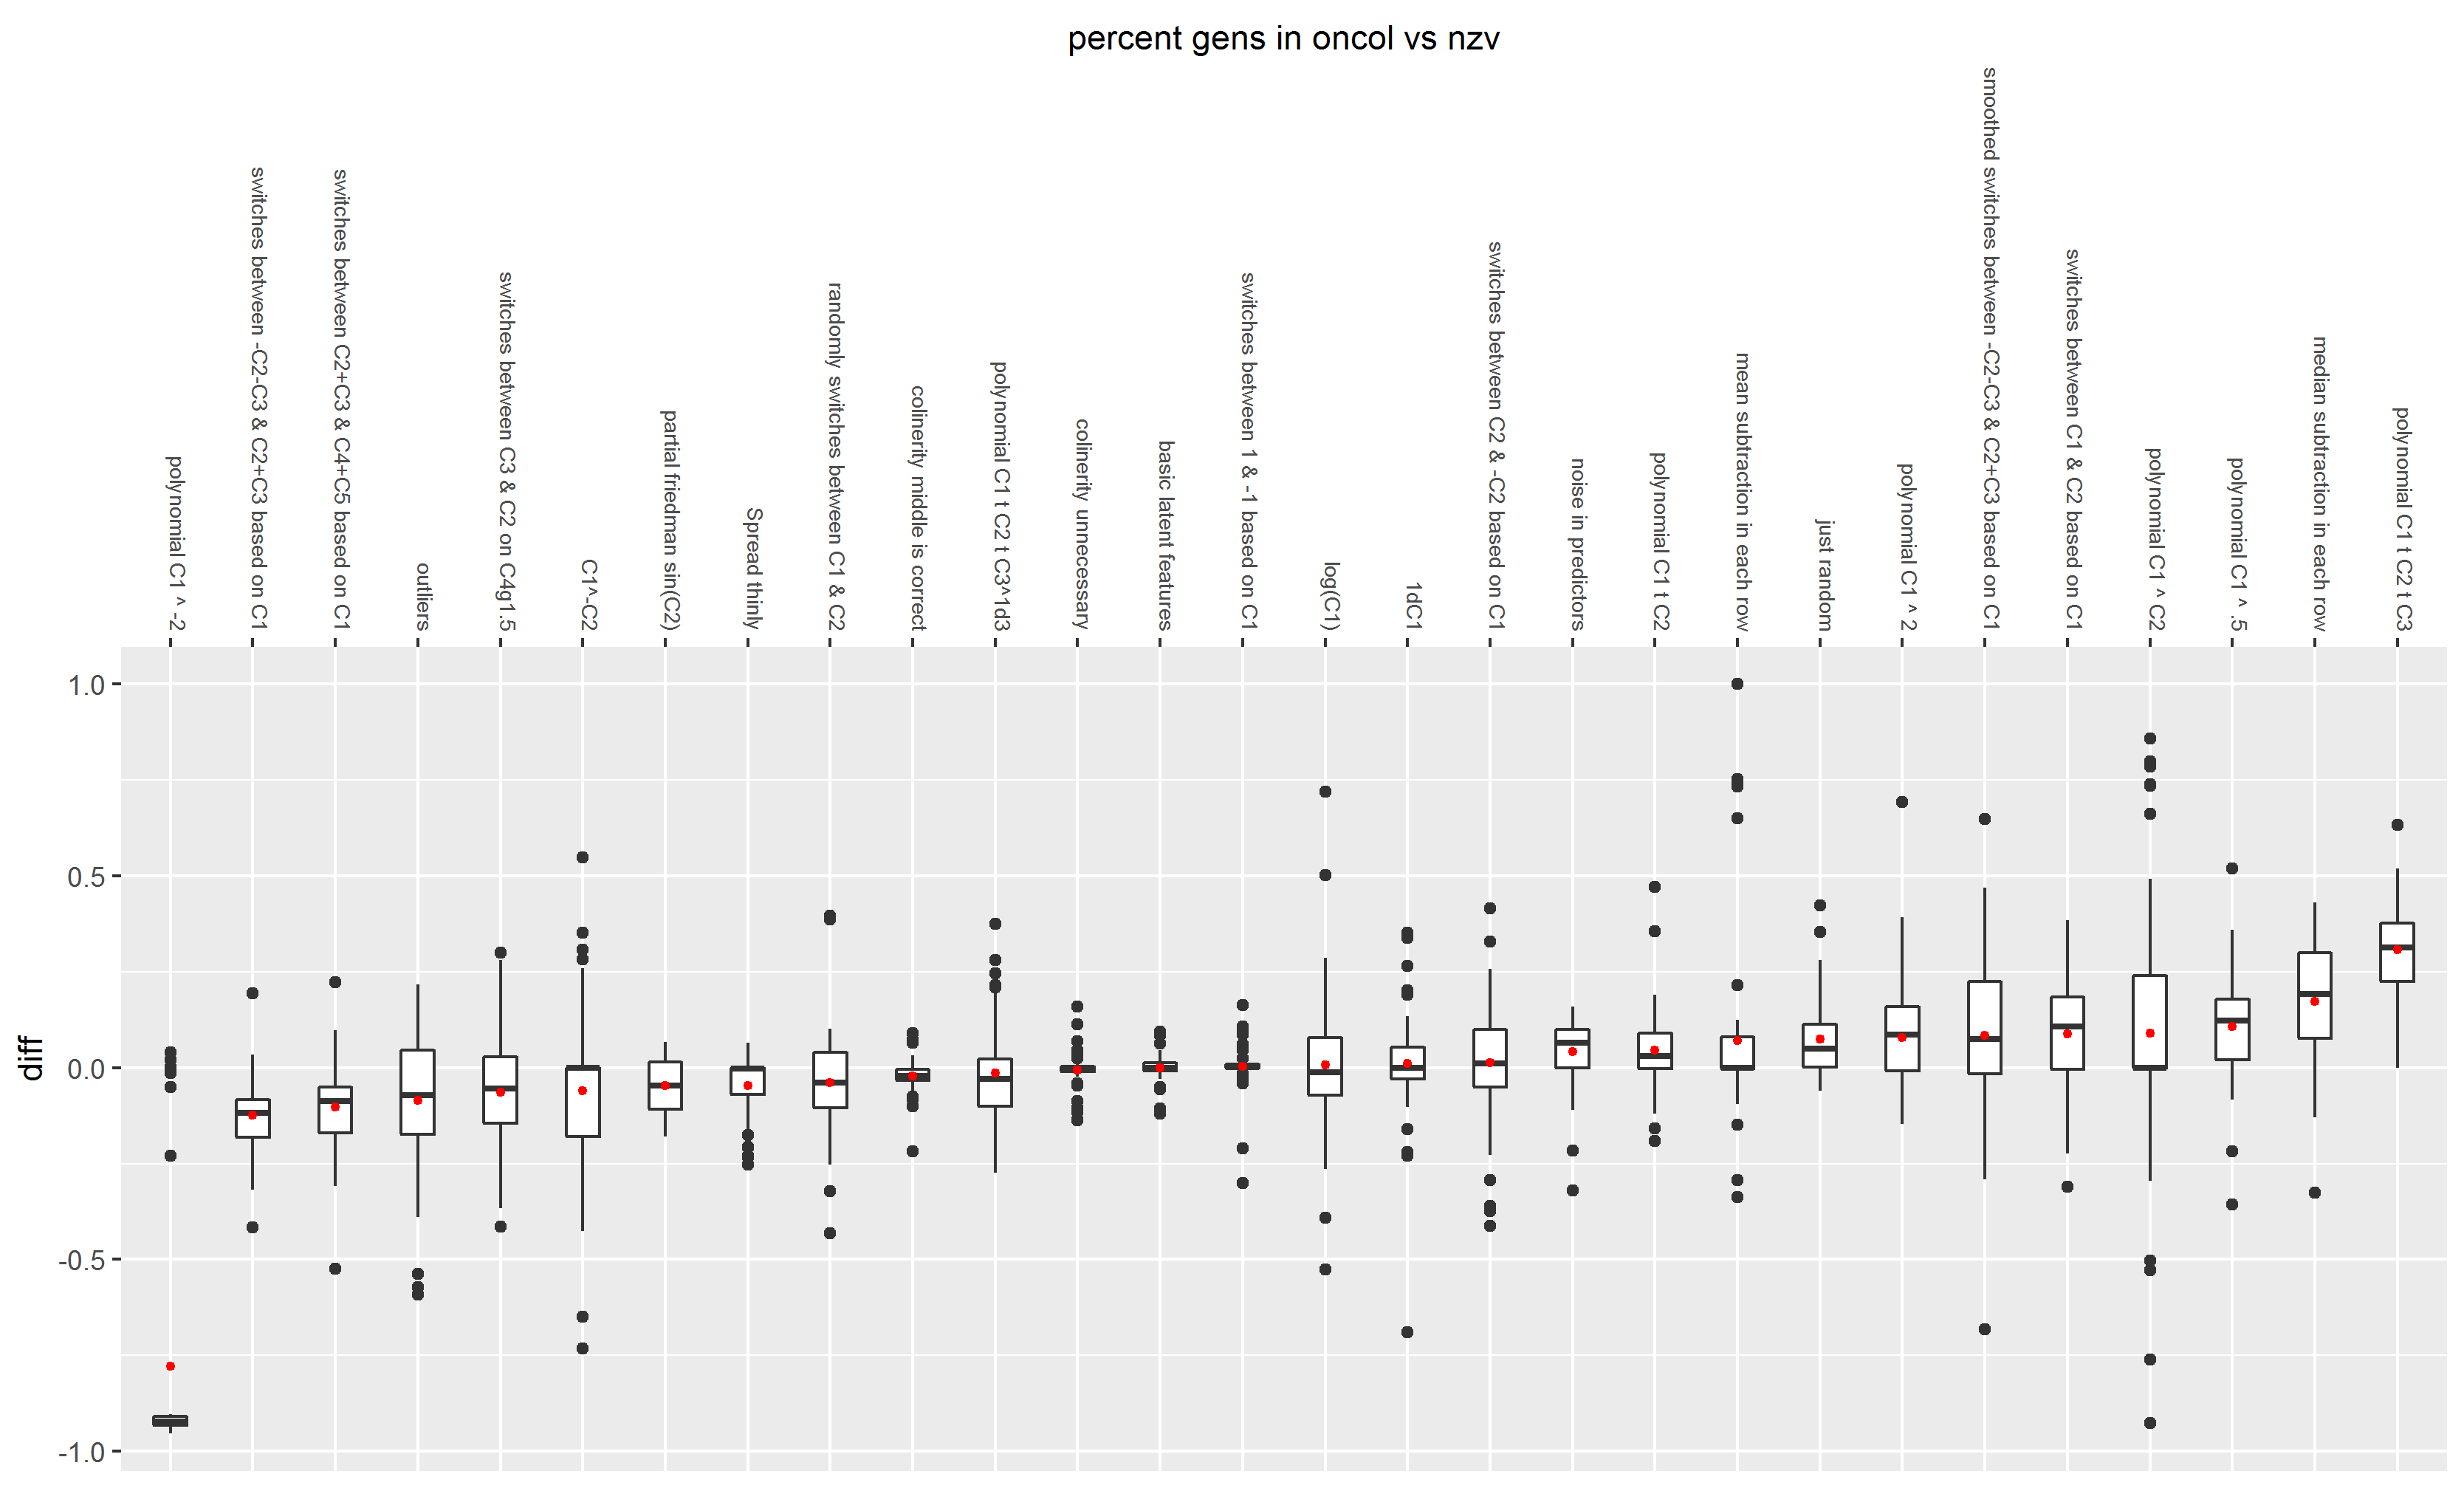 percent gens in oncol vs nzv
polynomial C1 ^ -2
switches between -C2-C3 & C2+C3 based on C1
switches between C2+C3 & C4+C5 based on C1
outliers
switches between C3 & C2 on C4g1.5
C1^-C2
partial friedman sin(C2)
Spread thinly
randomly switches between C1 & C2
colinerity middle is correct
polynomial C1 t C2 t C3^1d3
colinerity unnecessary
basic latent features
switches between 1 & -1 based on C1
log(C1)
1dC1
switches between C2 & -C2 based on C1
noise in predictors
polynomial C1 t C2
mean subtraction in each row
just random
polynomial C1 ^ 2
smoothed switches between -C2-C3 & C2+C3 based on C1
switches between C1 & C2 based on C1
polynomial C1 ^ C2
polynomial C1 ^ .5
median subtraction in each row
polynomial C1 t C2 t C3
1.0
0.5
0.0
-0.5
-1.0
diff